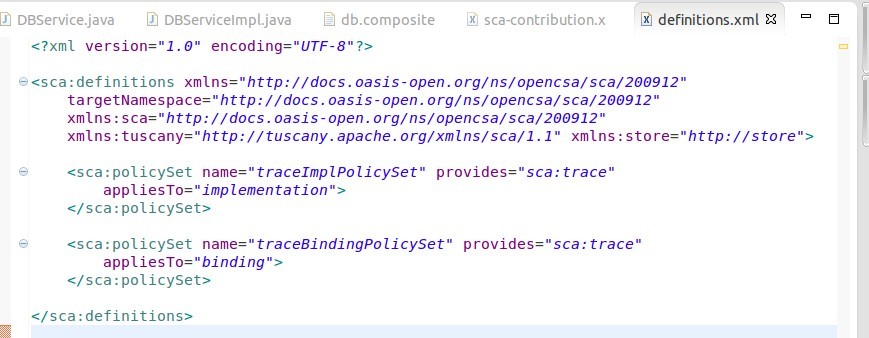 DBService.java DBServiceImpl.java db.composite sca-contribution.x definitions.xml
<?xml version="1.0" encoding="UTF-8"?>
<sca:definitions xmlns="http://docs.oasis-open.org/ns/opencsa/sca/200912"
targetNamespace="http://docs.oasis-open.org/ns/opencsa/sca/200912"
xmlns:sca="http://docs.oasis-open.org/ns/opencsa/sca/200912"
xmlns:tuscany="http://tuscany.apache.org/xmlns/sca/1.1" xmlns:store="http://store">
<sca:policySet name="traceImplPolicySet" provides="sca:trace"
appliesTo="implementation">
</sca:policySet>
<sca:policySet name="traceBindingPolicySet" provides="sca:trace"
appliesTo="binding">
</sca:policySet>
</sca:definitions>